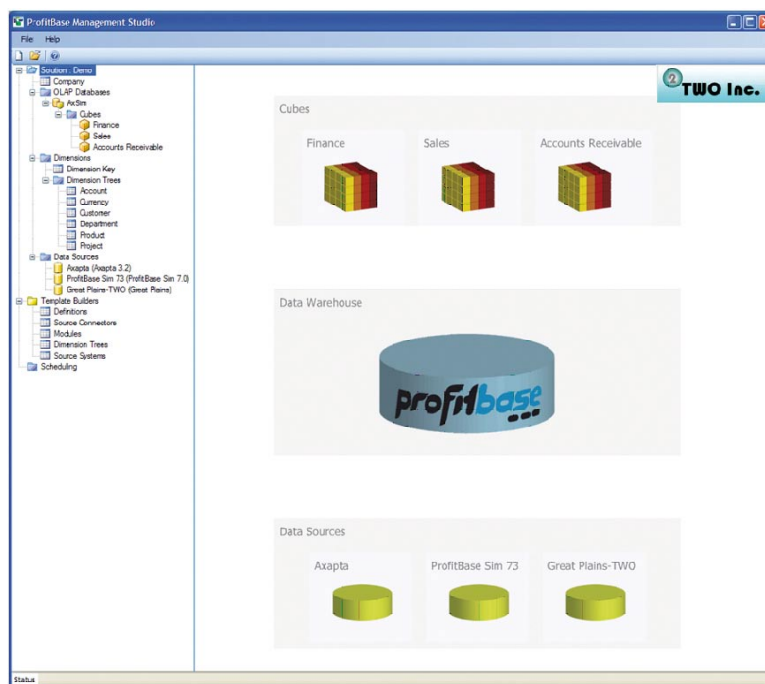 ProfitBase Management Studio
File Help
Solution: Demo
Company
OLAP Databases
AxSim
Cubes
Finance
Sales
Accounts Receivable
Dimensions
Dimension Key
Dimension Trees
Account
Currency
Customer
Department
Product
Project
Data Sources
Axapta (Axapta 3.2)
ProfitBase Sim 73 (ProfitBase Sim 7.0)
Great Plains-TWO (Great Plains)
Template Builders
Definitions
Source Connectors
Modules
Dimension Trees
Source Systems
Scheduling
2 TWO Inc.
Cubes
Finance Sales Accounts Receivable
Data Warehouse
profitbase
Data Sources
Axapta ProfitBase Sim 73 Great Plains-TWO
Status